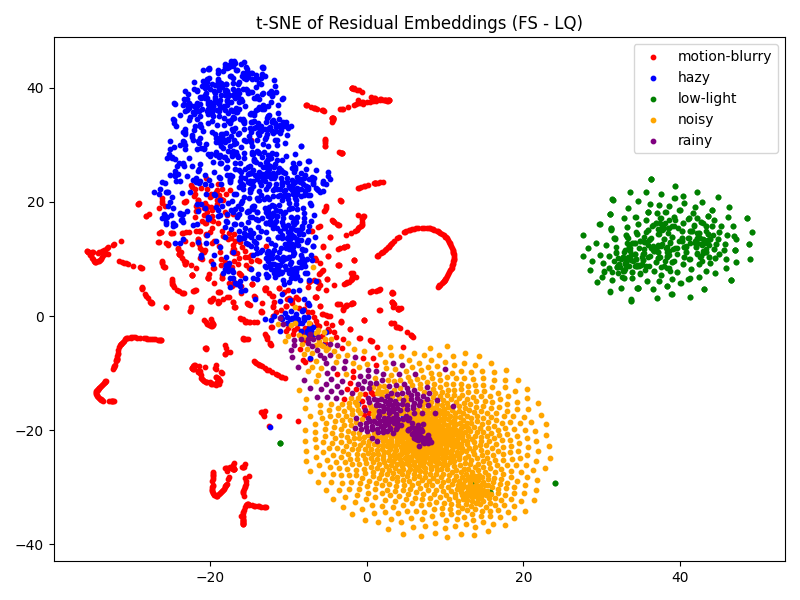 t-SNE of Residual Embeddings (FS - LQ)
motion-blurry
hazy
low-light
noisy
rainy
40
20
0
−20
−40
−20
0
20
40